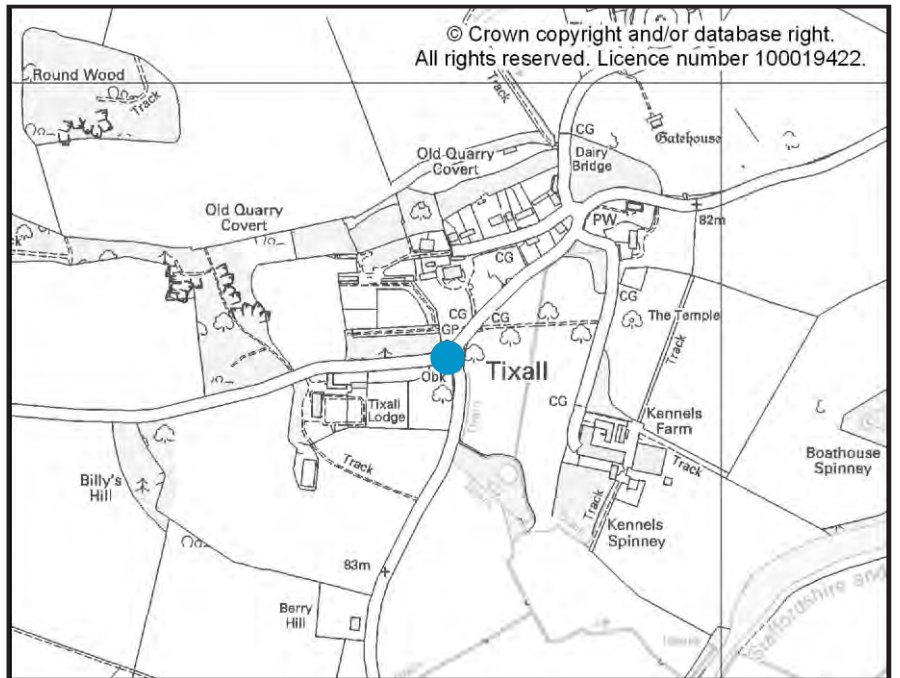 © Crown copyright and/or database right.
All rights reserved. Licence number 100019422.
Round Wood
Track
Track
CG
Gatehouse
Old Quarry
Covert
Dairy
Bridge
Old Quarry
Covert
PW
82m
CG
CG
CG
CG
GP
The Temple
Track
Obk
Tixall
Tixall
Lodge
CG
Kennels
Farm
Track
Track
Boathouse
Spinney
Billy's
Hill
Track
Kennels
Spinney
83m
Berry
Hill
Staffordshire and